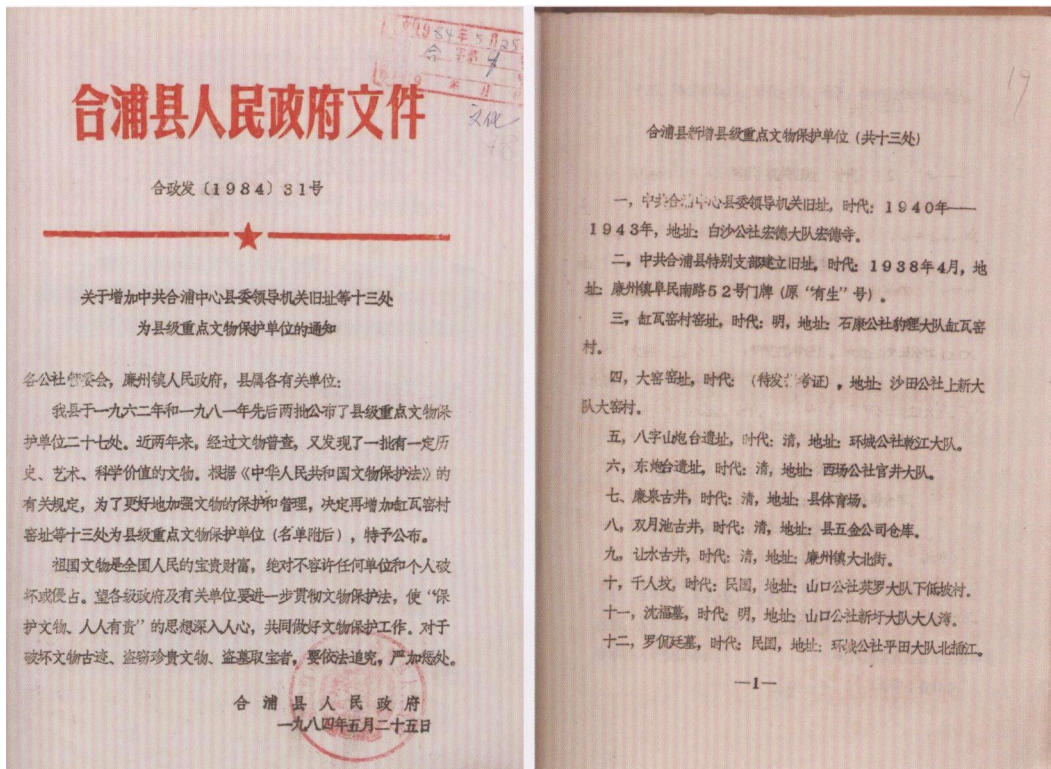 1984年5月25
合 字第 4
文化
合浦县人民政府文件
合政发〔1984〕31号
关于增加中共合浦中心县委领导机关旧址等十三处
为县级重点文物保护单位的通知
各公社管委会，廉州镇人民政府，县属各有关单位：
我县于一九六二年和一九八一年先后两批公布了县级重点文物保
护单位二十七处。近两年来，经过文物普查，又发现了一批有一定历
史、艺术、科学价值的文物。根据《中华人民共和国文物保护法》的
有关规定，为了更好地加强文物的保护和管理，决定再增加缸瓦窑村
窑址等十三处为县级重点文物保护单位（名单附后），特予公布。
祖国文物是全国人民的宝贵财富，绝对不容许任何单位和个人破
坏或侵占。望各级政府及有关单位要进一步贯彻文物保护法，使“保
护文物、人人有责”的思想深入人心，共同做好文物保护工作。对于
破坏文物古迹、盗窃珍贵文物、盗墓取宝者，要依法追究，严加惩处。
合浦县人民政府
一九八四年五月二十五日
19
合浦县新增县级重点文物保护单位（共十三处）
一，中共合浦中心县委领导机关旧址，时代：1940年——
1943年，地址：白沙公社宏德大队宏德寺。
二，中共合浦县特别支部建立旧址，时代：1938年4月，地
址：廉州镇阜民南路52号门牌（原“有生”号）。
三，缸瓦窑村窑址，时代：明，地址：石康公社豹狸大队缸瓦窑
村。
四，大窑窑址，时代：（待发掘考证），地址：沙田公社上新大
队大窑村。
五，八字山炮台遗址，时代：清，地址：环城公社乾江大队。
六，东炮台遗址，时代：清，地址：西场公社官井大队。
七、廉泉古井，时代：清，地址：县体育场。
八，双月池古井，时代：清，地址：县五金公司仓库。
九，让水古井，时代：清，地址：廉州镇大北街。
十，千人坟，时代：民国，地址：山口公社英罗大队下低坡村。
十一，沈福墓，时代：明，地址：山口公社新圩大队大人湾。
十二，罗侃廷墓，时代：民国，地址：环城公社平田大队北插江。
—1—